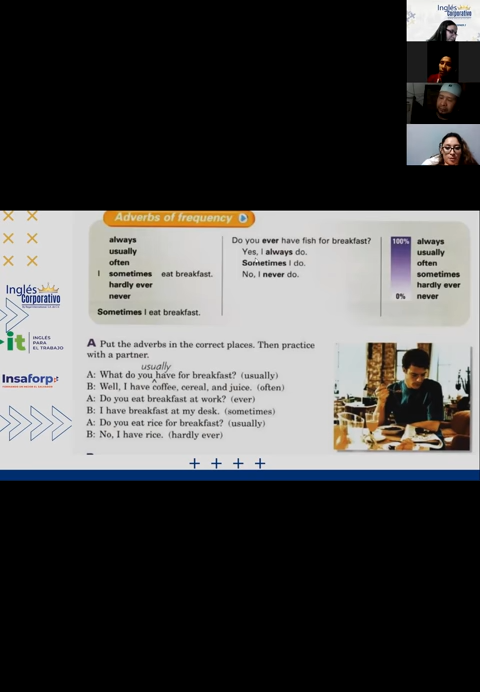 Inglés
Corporativo
Adverbs of frequency
always
usually
often
I sometimes eat breakfast.
hardly ever
never
Sometimes I eat breakfast.
Do you ever have fish for breakfast?
Yes, I always do.
Sometimes I do.
No, I never do.
100% always
usually
often
sometimes
hardly ever
0% never
Inglés
Corporativo
it INGLÉS
PARA
EL TRABAJO
Insaforp
A Put the adverbs in the correct places. Then practice
with a partner.
usually
A: What do you have for breakfast? (usually)
B: Well, I have coffee, cereal, and juice. (often)
A: Do you eat breakfast at work? (ever)
B: I have breakfast at my desk. (sometimes)
A: Do you eat rice for breakfast? (usually)
B: No, I have rice. (hardly ever)